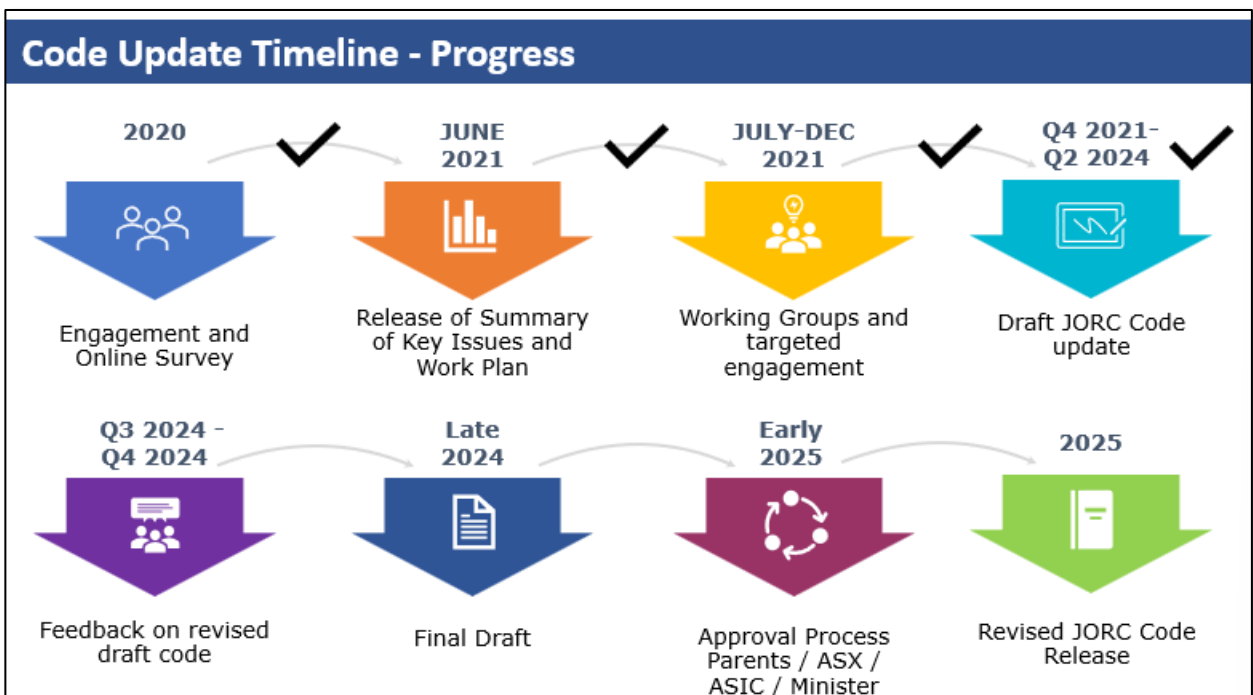 Code Update Timeline - Progress
2020
Engagement and
Online Survey
JUNE
2021
Release of Summary
of Key Issues and
Work Plan
JULY-DEC
2021
Working Groups and
targeted
engagement
Q4 2021-
Q2 2024
Draft JORC Code
update
Q3 2024 -
Q4 2024
Feedback on revised
draft code
Late
2024
Final Draft
Early
2025
Approval Process
Parents / ASX /
ASIC / Minister
2025
Revised JORC Code
Release